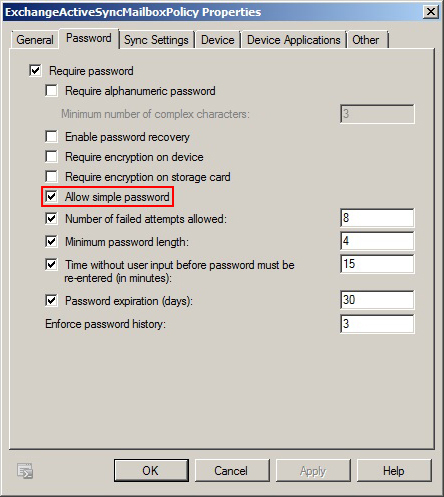 ExchangeActiveSyncMailboxPolicy Properties
General Password Sync Settings Device Device Applications Other
Require password
Require alphanumeric password
Minimum number of complex characters: 3
Enable password recovery
Require encryption on device
Require encryption on storage card
Allow simple password
Number of failed attempts allowed: 8
Minimum password length: 4
Time without user input before password must be 15
re-entered (in minutes):
Password expiration (days): 30
Enforce password history: 3
OK Cancel Apply Help